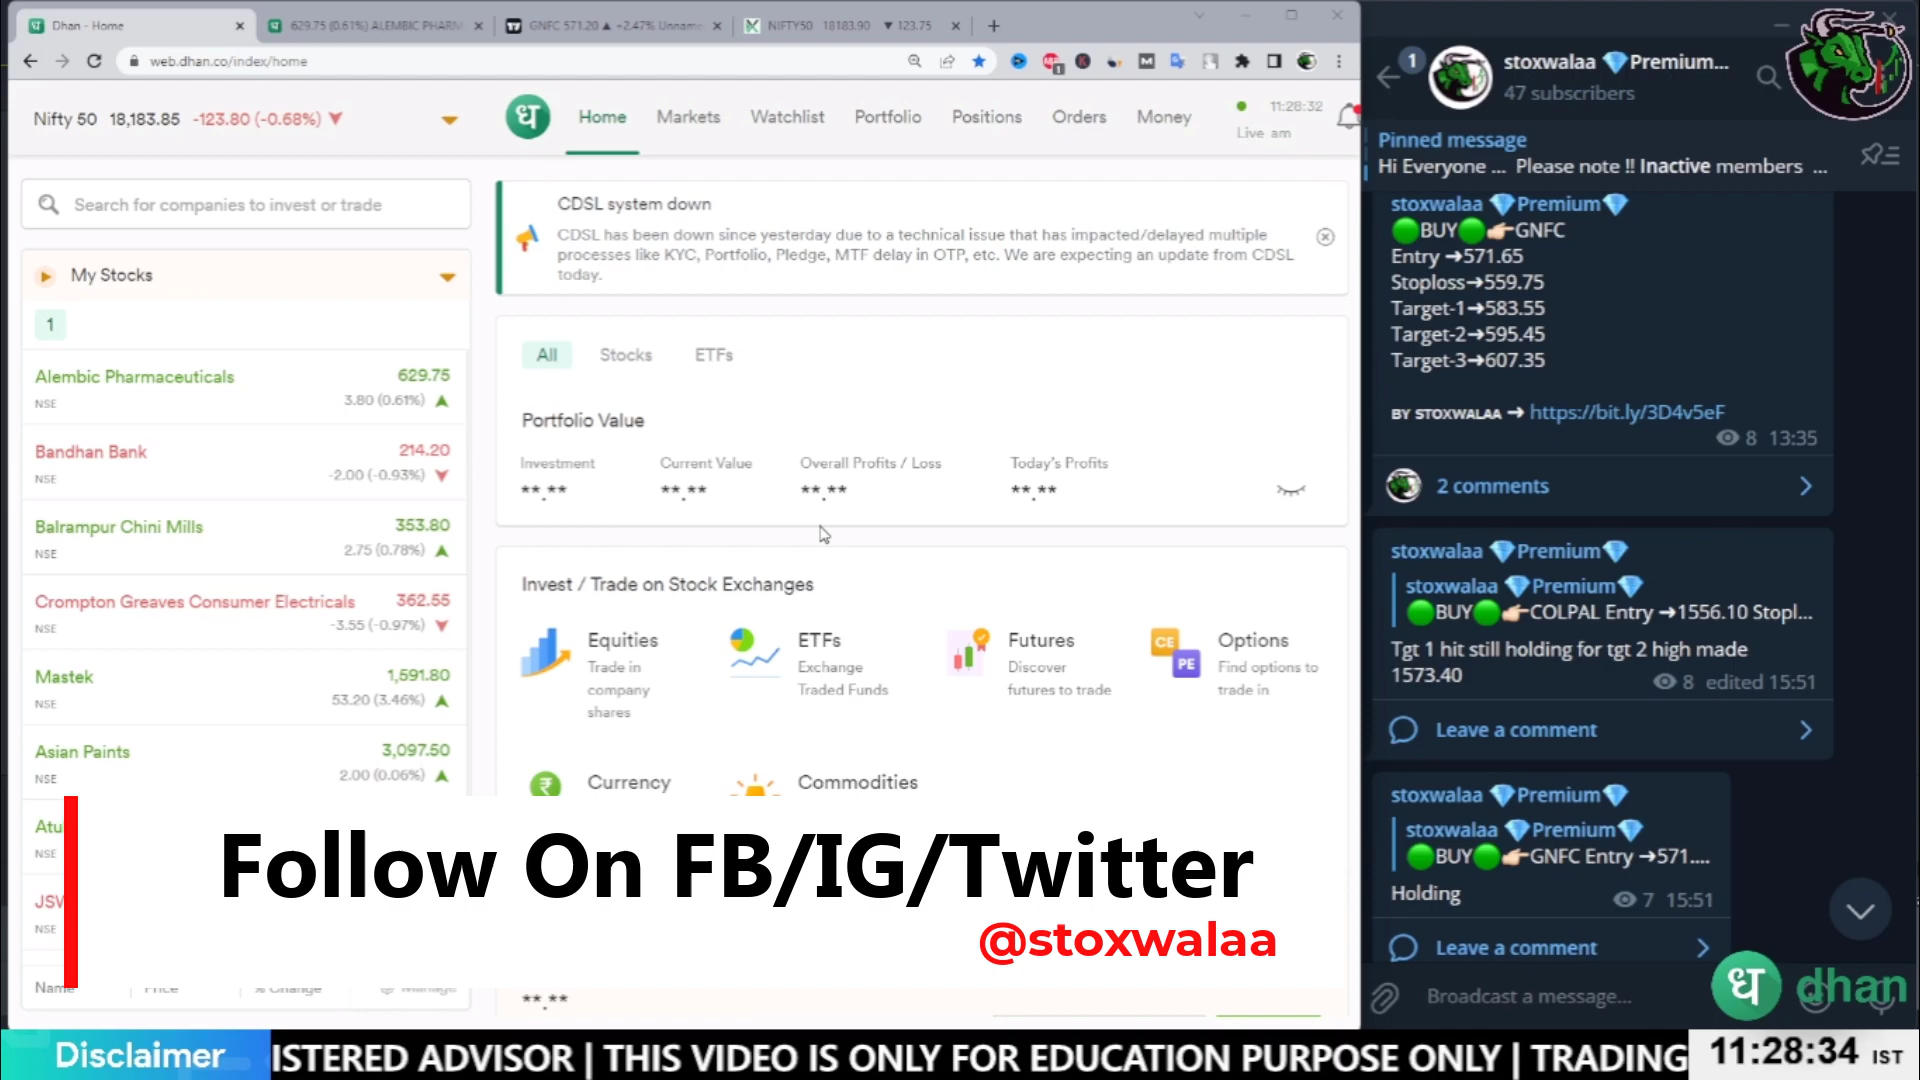 Dhan - Home
629.75 (0.61%) ALEMBIC PHARM
GNFC 571.20 ▲ +2.47% Unname
NIFTY50 18183.90 ▼ 123.75
web.dhan.co/index/home
Nifty 50 18,183.85 -123.80 (-0.68%)
ध
Home Markets Watchlist Portfolio Positions Orders Money
11:28:32
Live am
Search for companies to invest or trade
My Stocks
1
Alembic Pharmaceuticals 629.75
NSE 3.80 (0.61%)
Bandhan Bank 214.20
NSE -2.00 (-0.93%)
Balrampur Chini Mills 353.80
NSE 2.75 (0.78%)
Crompton Greaves Consumer Electricals 362.55
NSE -3.55 (-0.97%)
Mastek 1,591.80
NSE 53.20 (3.46%)
Asian Paints 3,097.50
NSE 2.00 (0.06%)
Atu
NSE
JSW
NSE
Name Price % Change Manage
CDSL system down
CDSL has been down since yesterday due to a technical issue that has impacted/delayed multiple
processes like KYC, Portfolio, Pledge, MTF delay in OTP, etc. We are expecting an update from CDSL
today.
All Stocks ETFs
Portfolio Value
Investment Current Value Overall Profits / Loss Today's Profits
**.** **.** **.** **.**
Invest / Trade on Stock Exchanges
Equities
Trade in
company
shares
ETFs
Exchange
Traded Funds
Futures
Discover
futures to trade
CE
PE
Options
Find options to
trade in
Currency
Commodities
**.**
Follow On FB/IG/Twitter
@stoxwalaa
1
stoxwalaa 💎Premium...
47 subscribers
Pinned message
Hi Everyone ... Please note !! Inactive members ...
stoxwalaa 💎Premium💎
🟢BUY🟢👉GNFC
Entry ➜571.65
Stoploss➜559.75
Target-1➜583.55
Target-2➜595.45
Target-3➜607.35
BY STOXWALAA ➜ https://bit.ly/3D4v5eF
8 13:35
2 comments
stoxwalaa 💎Premium💎
stoxwalaa 💎Premium💎
🟢BUY🟢👉COLPAL Entry ➜1556.10 Stopl...
Tgt 1 hit still holding for tgt 2 high made
1573.40
8 edited 15:51
Leave a comment
stoxwalaa 💎Premium💎
stoxwalaa 💎Premium💎
🟢BUY🟢👉GNFC Entry ➜571....
Holding
7 15:51
Leave a comment
Broadcast a message...
ध dhan
Disclaimer
ISTERED ADVISOR | THIS VIDEO IS ONLY FOR EDUCATION PURPOSE ONLY | TRADING
11:28:34 IST